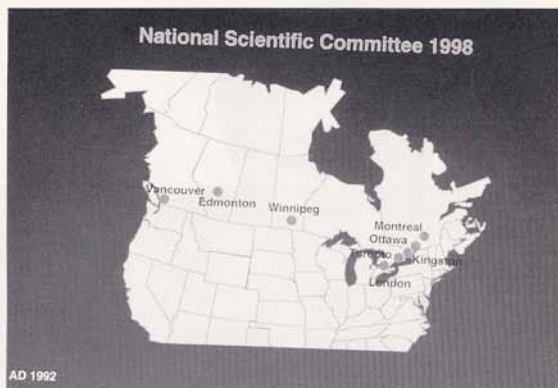 National Scientific Committee 1998
Vancouver
Edmonton
Winnipeg
Montreal
Ottawa
Toronto
Kingston
London
AD 1992